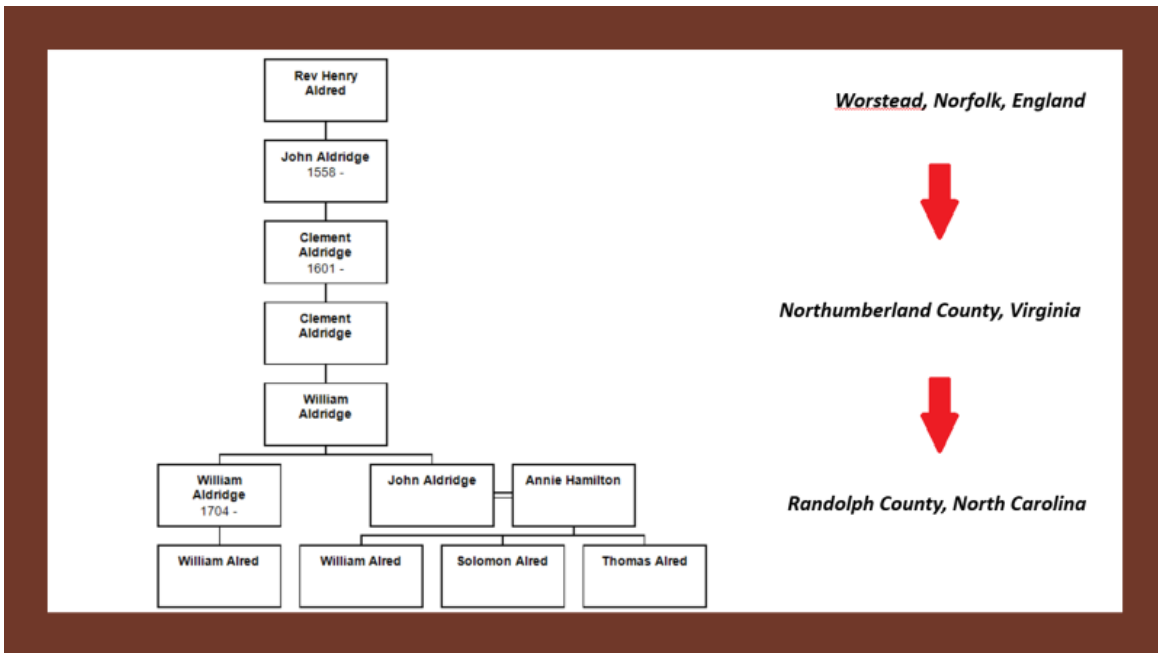 Rev Henry
Aldred
Worstead, Norfolk, England
John Aldridge
1558 -
Clement
Aldridge
1601 -
Clement
Aldridge
Northumberland County, Virginia
William
Aldridge
William
Aldridge
1704 -
John Aldridge
Annie Hamilton
Randolph County, North Carolina
William Alred
William Alred
Solomon Alred
Thomas Alred